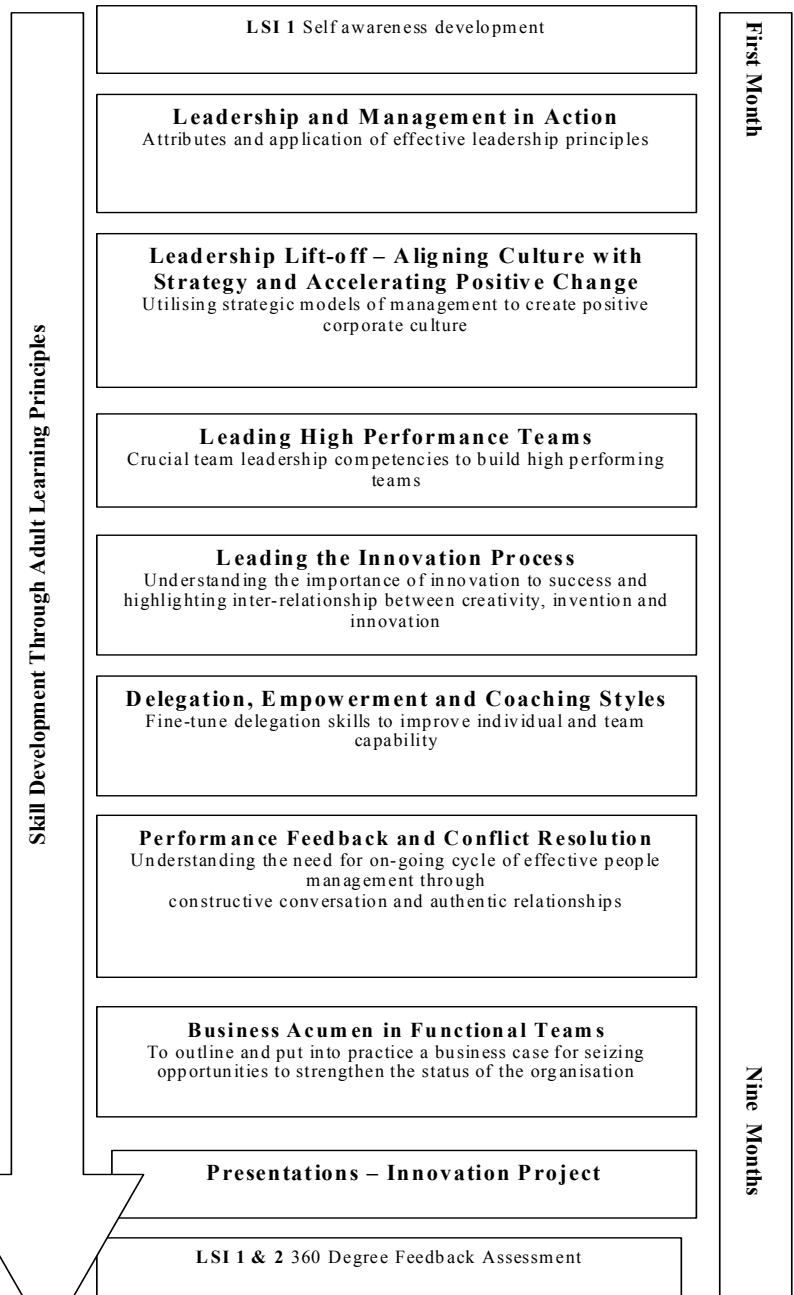 LSI 1 Self awareness development
First Month
Leadership and Management in Action
Attributes and application of effective leadership principles
Leadership Lift-off – Aligning Culture with
Strategy and Accelerating Positive Change
Utilising strategic models of management to create positive
corporate culture
Skill Development Through Adult Learning Principles
Leading High Performance Teams
Crucial team leadership competencies to build high performing
teams
Leading the Innovation Process
Understanding the importance of innovation to success and
highlighting inter-relationship between creativity, invention and
innovation
Delegation, Empowerment and Coaching Styles
Fine-tune delegation skills to improve individual and team
capability
Performance Feedback and Conflict Resolution
Understanding the need for on-going cycle of effective people
management through
constructive conversation and authentic relationships
Business Acumen in Functional Teams
To outline and put into practice a business case for seizing
opportunities to strengthen the status of the organisation
Nine Months
Presentations – Innovation Project
LSI 1 & 2 360 Degree Feedback Assessment